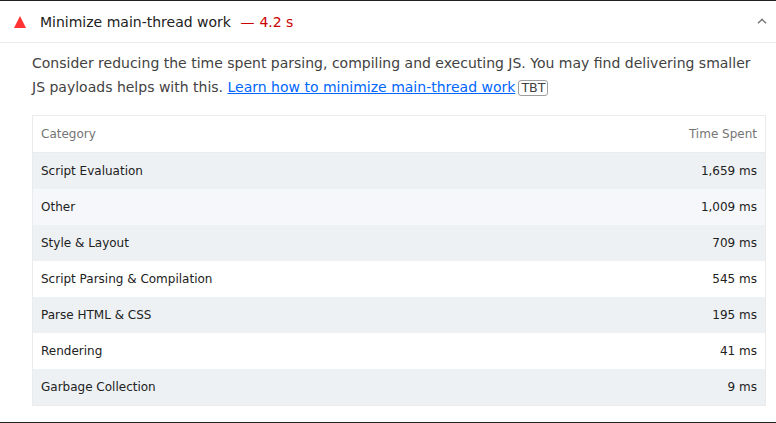 Minimize main-thread work — 4.2 s
Consider reducing the time spent parsing, compiling and executing JS. You may find delivering smaller
JS payloads helps with this. Learn how to minimize main-thread work TBT
Category Time Spent
Script Evaluation 1,659 ms
Other 1,009 ms
Style & Layout 709 ms
Script Parsing & Compilation 545 ms
Parse HTML & CSS 195 ms
Rendering 41 ms
Garbage Collection 9 ms